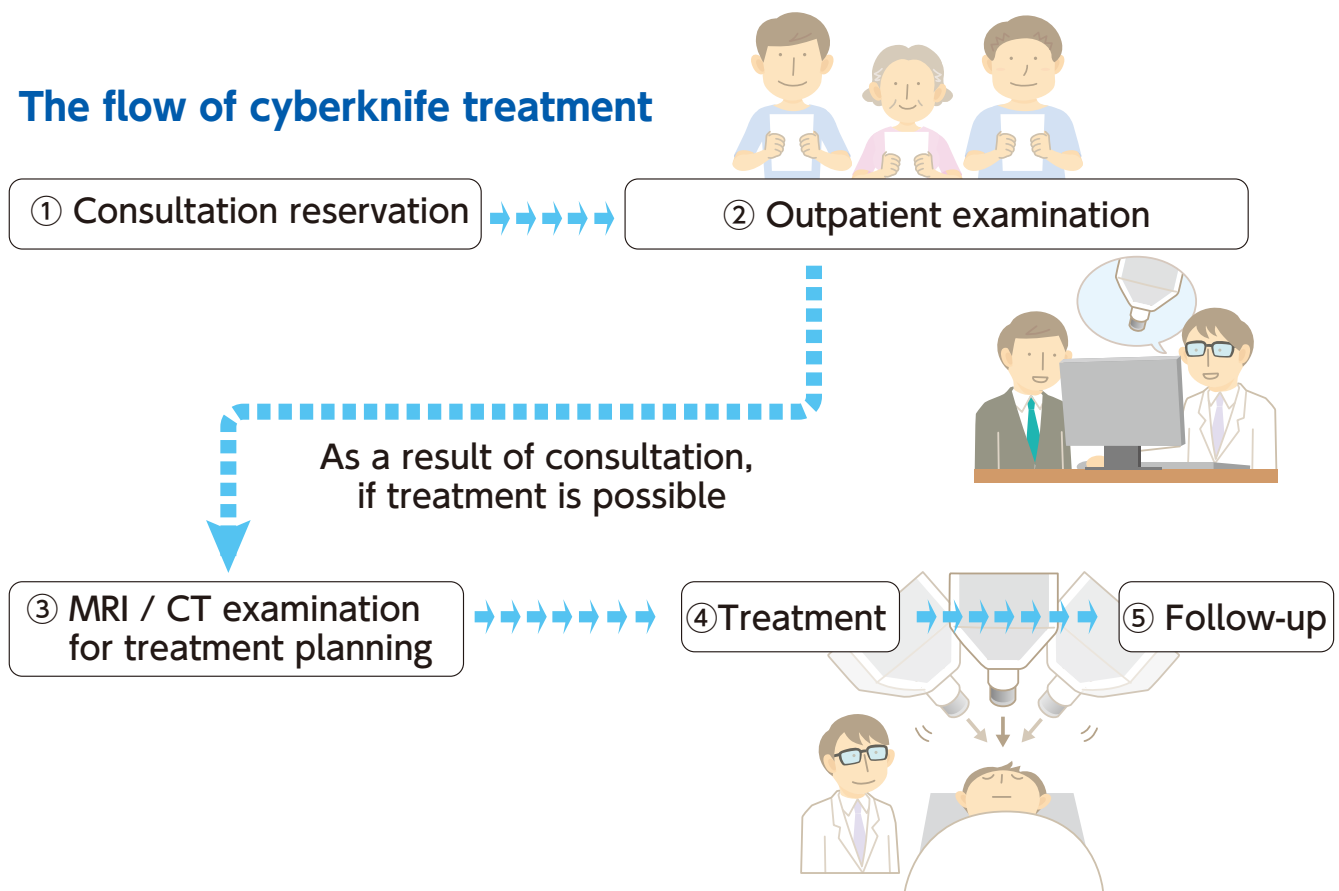 The flow of cyberknife treatment
① Consultation reservation
② Outpatient examination
As a result of consultation,
if treatment is possible
③ MRI / CT examination
for treatment planning
④Treatment
⑤ Follow-up